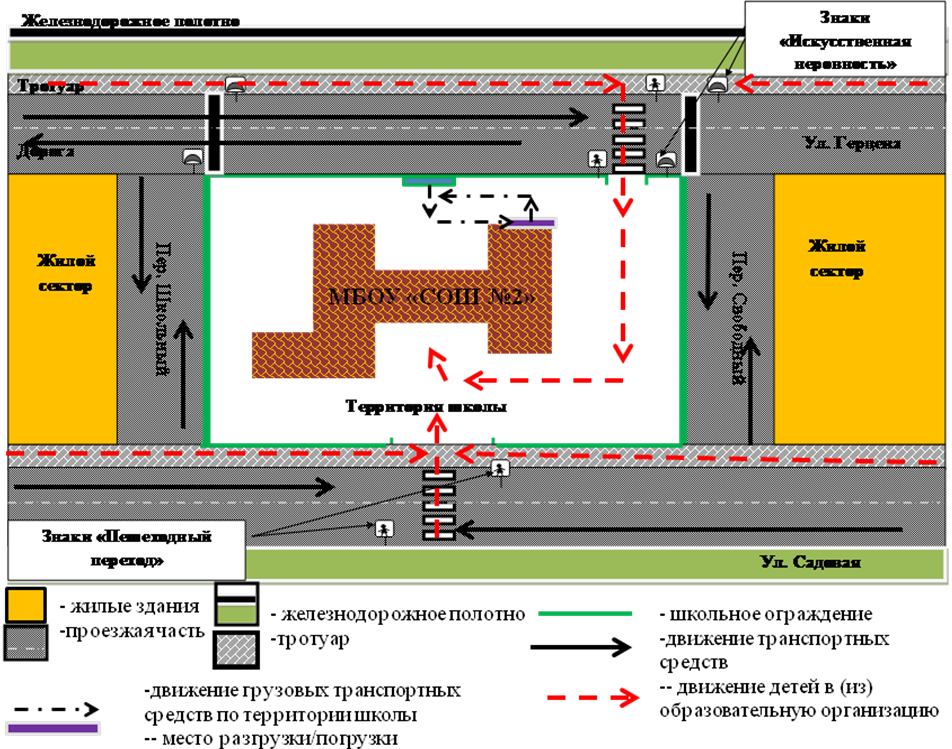 Железнодорожное полотно
Знаки
«Искусственная
неровность»
Тротуар
Дорога
Ул. Герцена
Жилой
сектор
Пер. Школьный
МБОУ «СОШ №2»
Пер. Свободный
Жилой
сектор
Территория школы
Знаки «Пешеходный
переход»
Ул. Садовая
- жилые здания
-проезжая часть
- железнодорожное полотно
-тротуар
- школьное ограждение
-движение транспортных
средств
-движение грузовых транспортных
средств по территории школы
-- место разгрузки/погрузки
-- движение детей в (из)
образовательную организацию